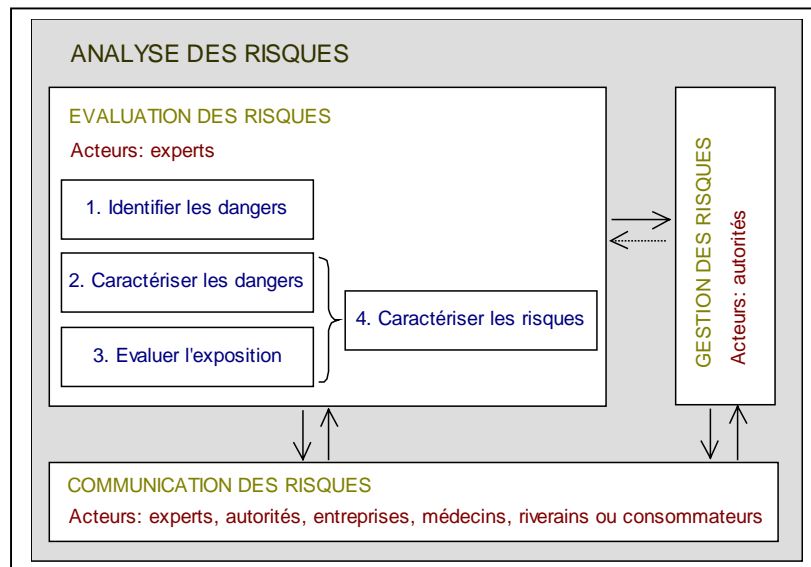 ANALYSE DES RISQUES
EVALUATION DES RISQUES
Acteurs: experts
1. Identifier les dangers
2. Caractériser les dangers
3. Evaluer l'exposition
4. Caractériser les risques
GESTION DES RISQUES
Acteurs: autorités
COMMUNICATION DES RISQUES
Acteurs: experts, autorités, entreprises, médecins, riverains ou consommateurs